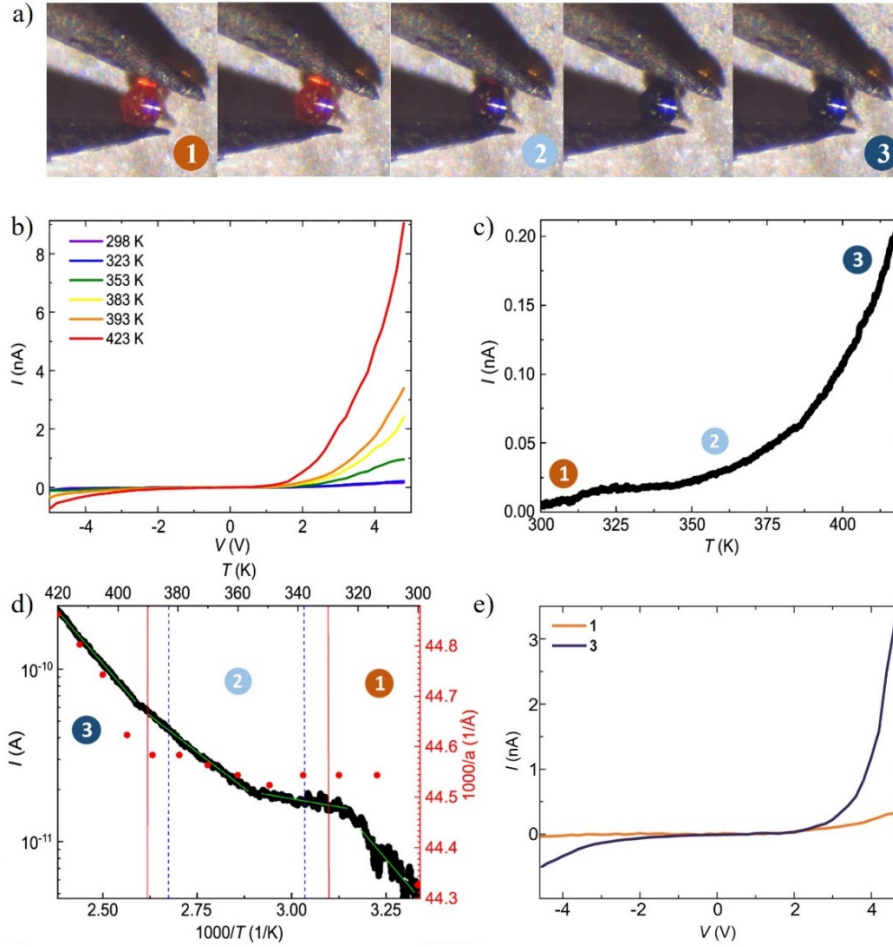 a)
1
2
3
b)
298 K
323 K
353 K
383 K
393 K
423 K
I (nA)
8
6
4
2
0
-4
-2
0
2
4
V (V)
c)
I (nA)
0.20
0.15
0.10
0.05
0.00
1
2
3
300
325
350
375
400
T (K)
d)
T (K)
420
400
380
360
340
320
300
I (A)
10⁻¹⁰
10⁻¹¹
3
2
1
44.8
44.7
44.6
44.5
44.4
44.3
1000/a (1/Å)
2.50
2.75
3.00
3.25
1000/T (1/K)
e)
1
3
I (nA)
3
2
1
0
-4
-2
0
2
4
V (V)